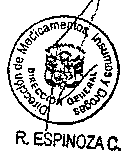 Dirección de Medicamentos, Insumos y Drogas
DIRECCIÓN GENERAL
R. ESPINOZA C.